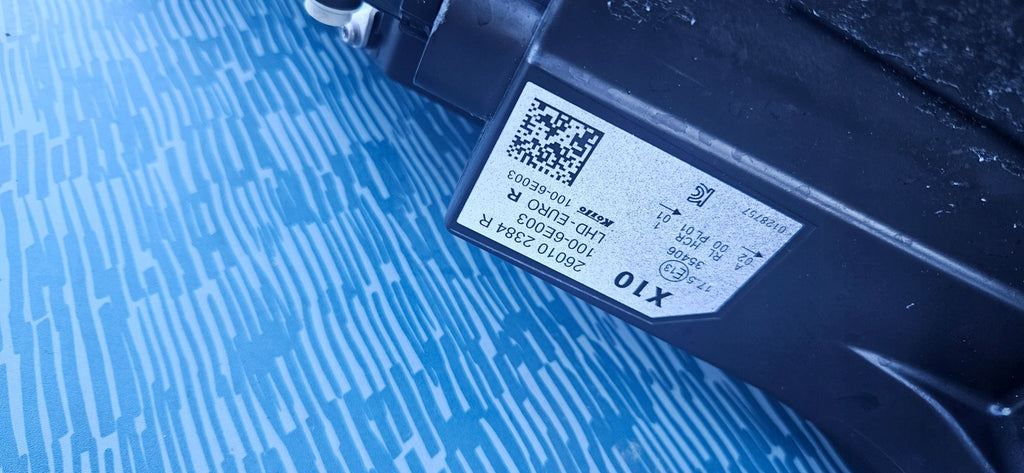 X10
26010 2384 R
100-6E003
LHD-EURO R
Koito 100-6E003
17.5 E13
35406
HCR 1
01
A RL
02 00 PL01
0128757